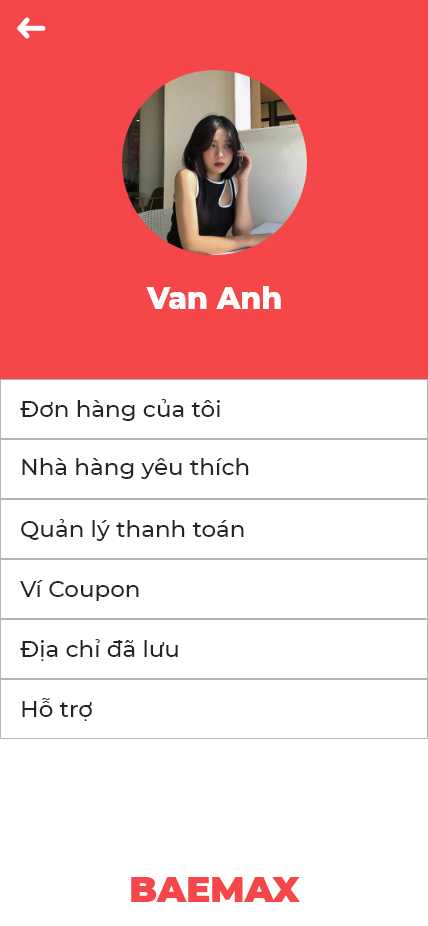 Van Anh
Đơn hàng của tôi
Nhà hàng yêu thích
Quản lý thanh toán
Ví Coupon
Địa chỉ đã lưu
Hỗ trợ
BAEMAX